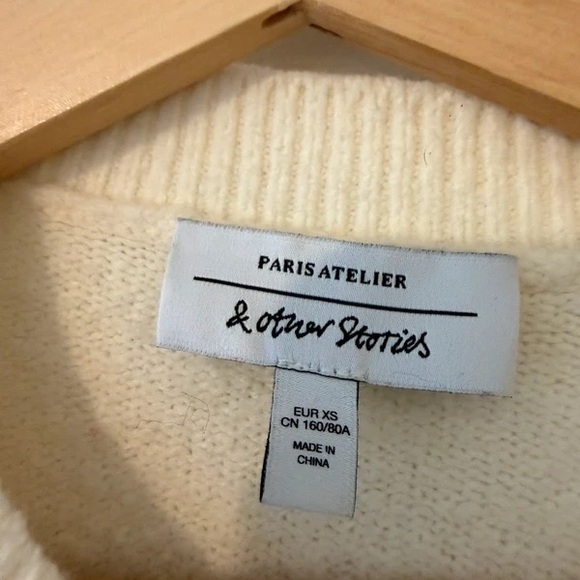 PARIS ATELIER
& other Stories
EUR XS
CN 160/80A
MADE IN
CHINA